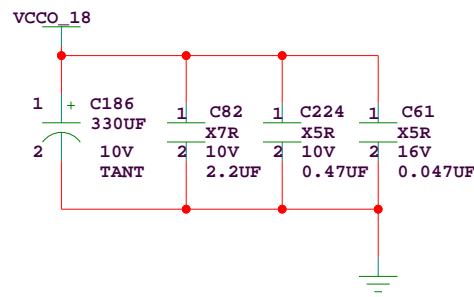 VCCO_18
1 + C186
330UF
2 10V
TANT
1 C82
X7R
2 10V
2.2UF
1 C224
X5R
2 10V
0.47UF
1 C61
X5R
2 16V
0.047UF